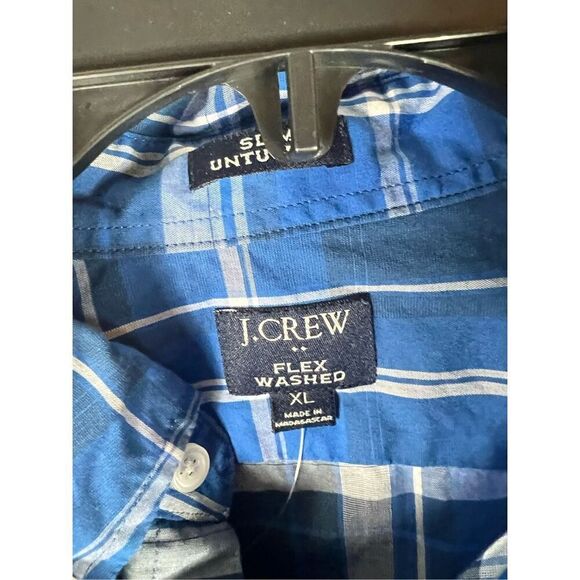 J.CREW
FLEX
WASHED
XL
MADE IN
MADAGASCAR